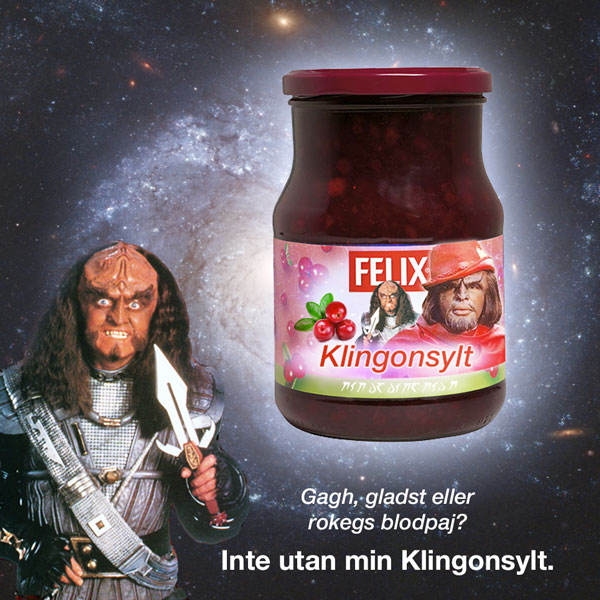 FELIX
Klingonsylt
Gagh, gladst eller
rokegs blodpaj?
Inte utan min Klingonsylt.